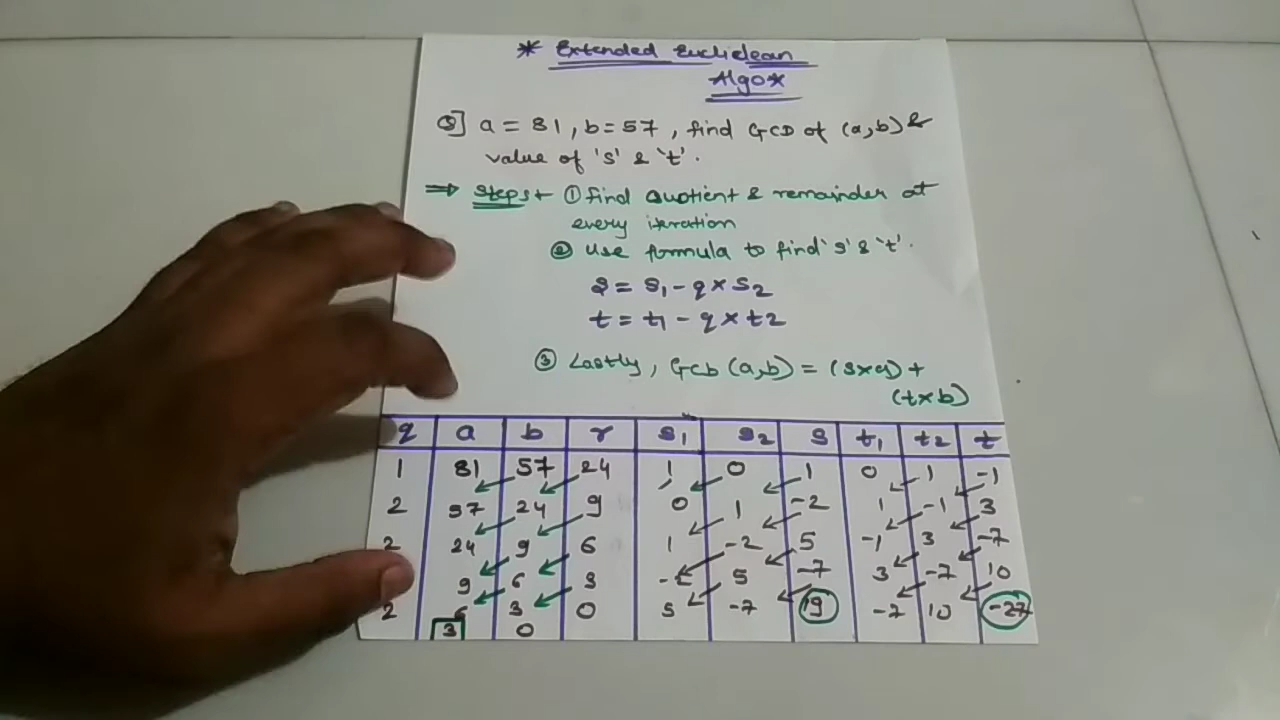 * Extended Euclidean
Algo*
Q] a = 81, b = 57, find GCD of (a,b) &
value of 's' & 't'.
⇒ Steps + ① find Quotient & remainder at
every iteration
② Use formula to find 's' & 't'.
s = s₁ - q × s₂
t = t₁ - q × t₂
③ Lastly, GCD (a,b) = (s×a) +
(t×b)
q a b r s₁ s₂ s t₁ t₂ t
1 81 57 24 1 0 1 0 1 -1
2 57 24 9 0 1 -2 1 -1 3
2 24 9 6 1 -2 5 -1 3 -7
9 6 3 5 -7 3 -7 10
2 6 3 0 5 -7 19 -7 10 -27
3 0